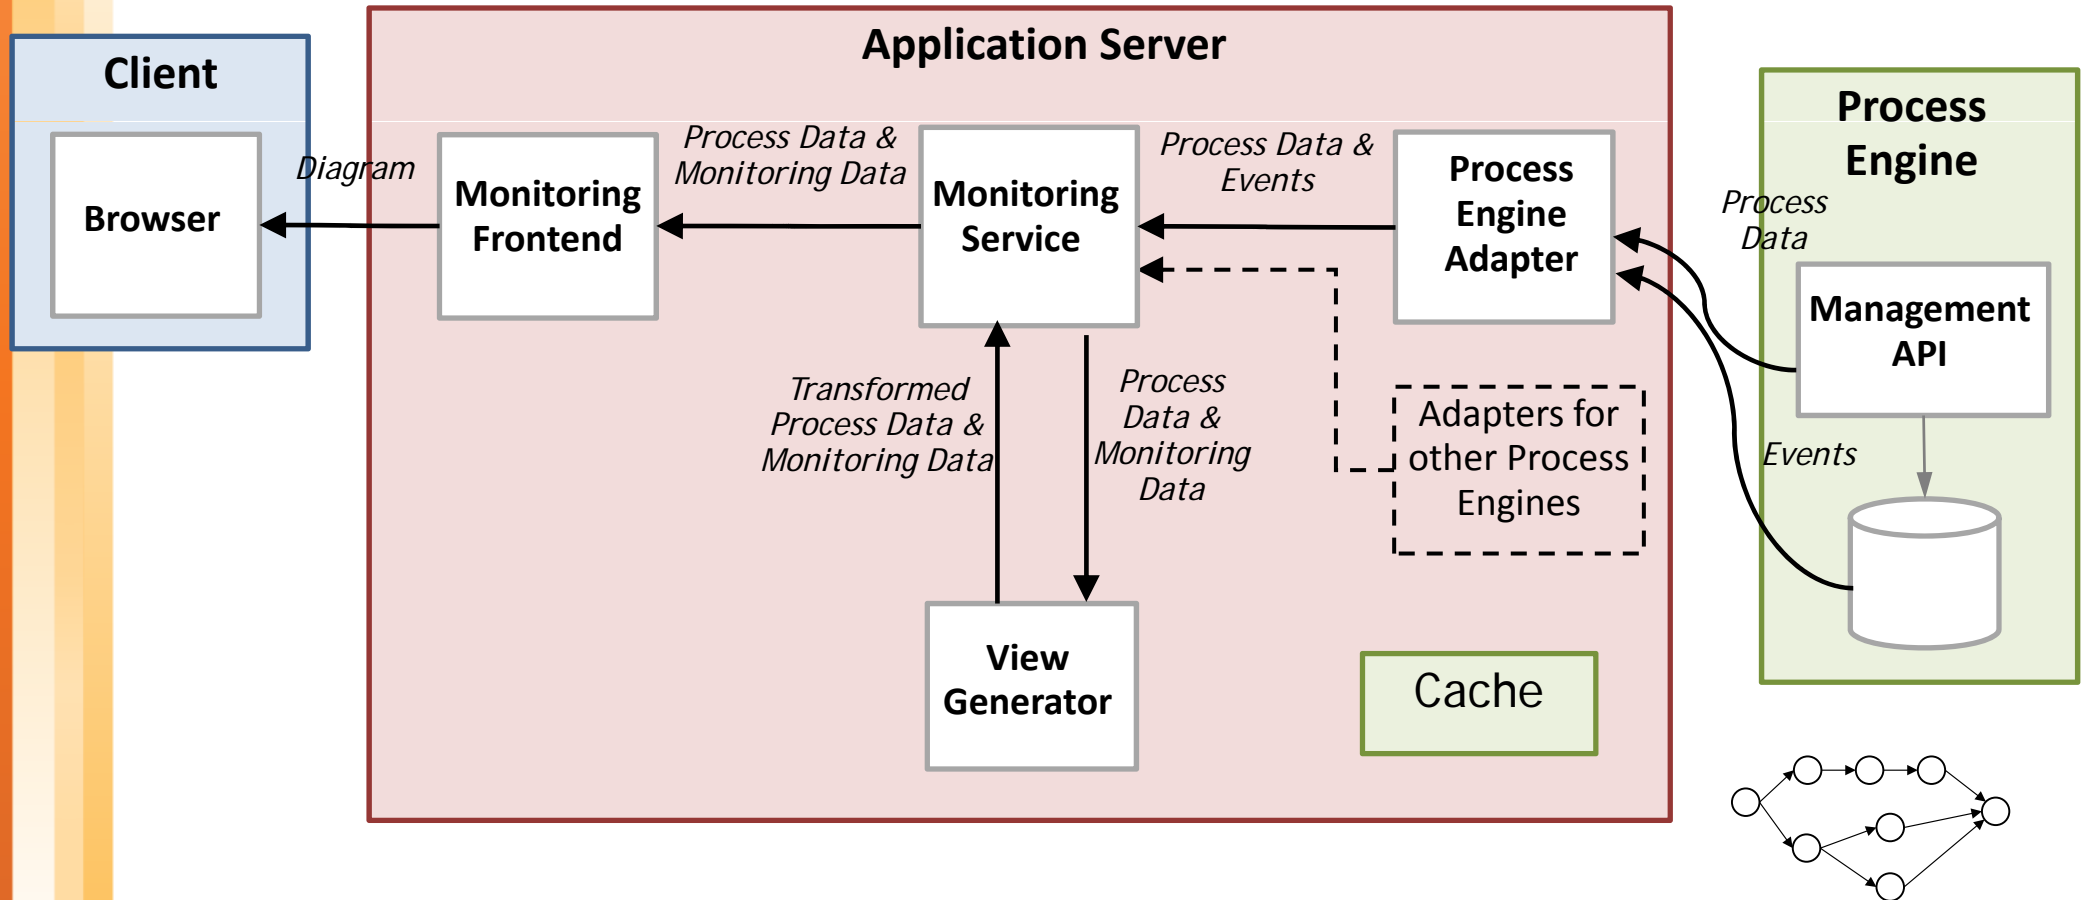 Application Server
Client
Process
Engine
Browser
Diagram
Monitoring
Frontend
Process Data &
Monitoring Data
Monitoring
Service
Process Data &
Events
Process
Engine
Adapter
Process
Data
Management
API
Transformed
Process Data &
Monitoring Data
Process
Data &
Monitoring
Data
Adapters for
other Process
Engines
Events
View
Generator
Cache